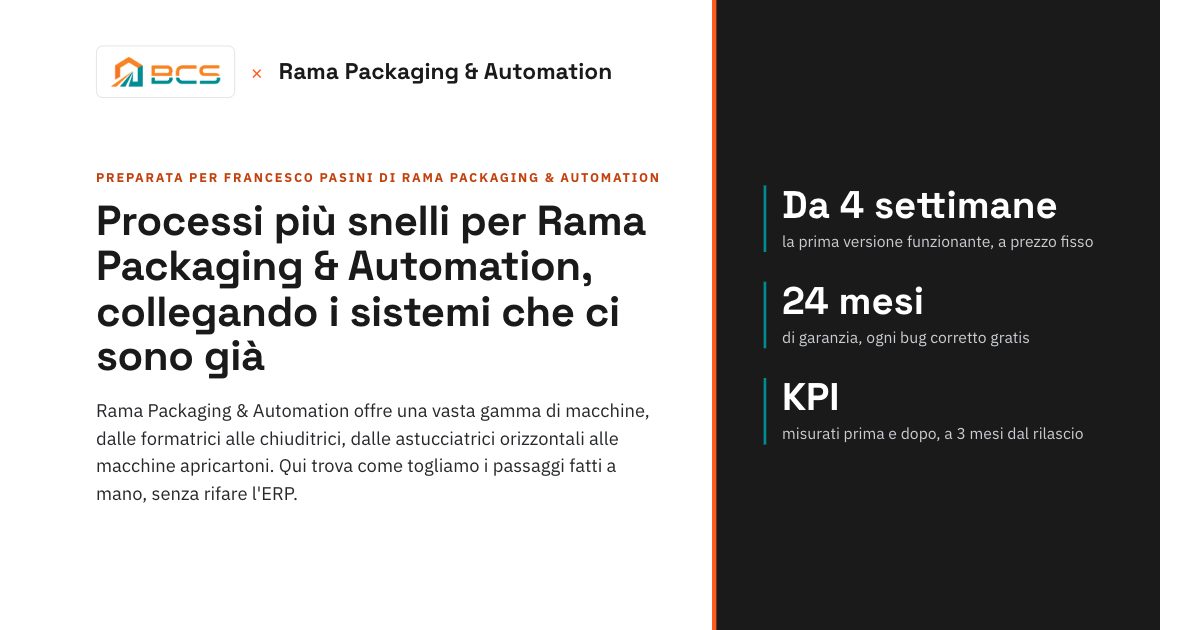 BCS × Rama Packaging & Automation
PREPARATA PER FRANCESCO PASINI DI RAMA PACKAGING & AUTOMATION
Processi più snelli per Rama
Packaging & Automation,
collegando i sistemi che ci
sono già
Rama Packaging & Automation offre una vasta gamma di macchine,
dalle formatrici alle chiuditrici, dalle astucciatrici orizzontali alle
macchine apricartoni. Qui trova come togliamo i passaggi fatti a
mano, senza rifare l'ERP.
Da 4 settimane
la prima versione funzionante, a prezzo fisso
24 mesi
di garanzia, ogni bug corretto gratis
KPI
misurati prima e dopo, a 3 mesi dal rilascio